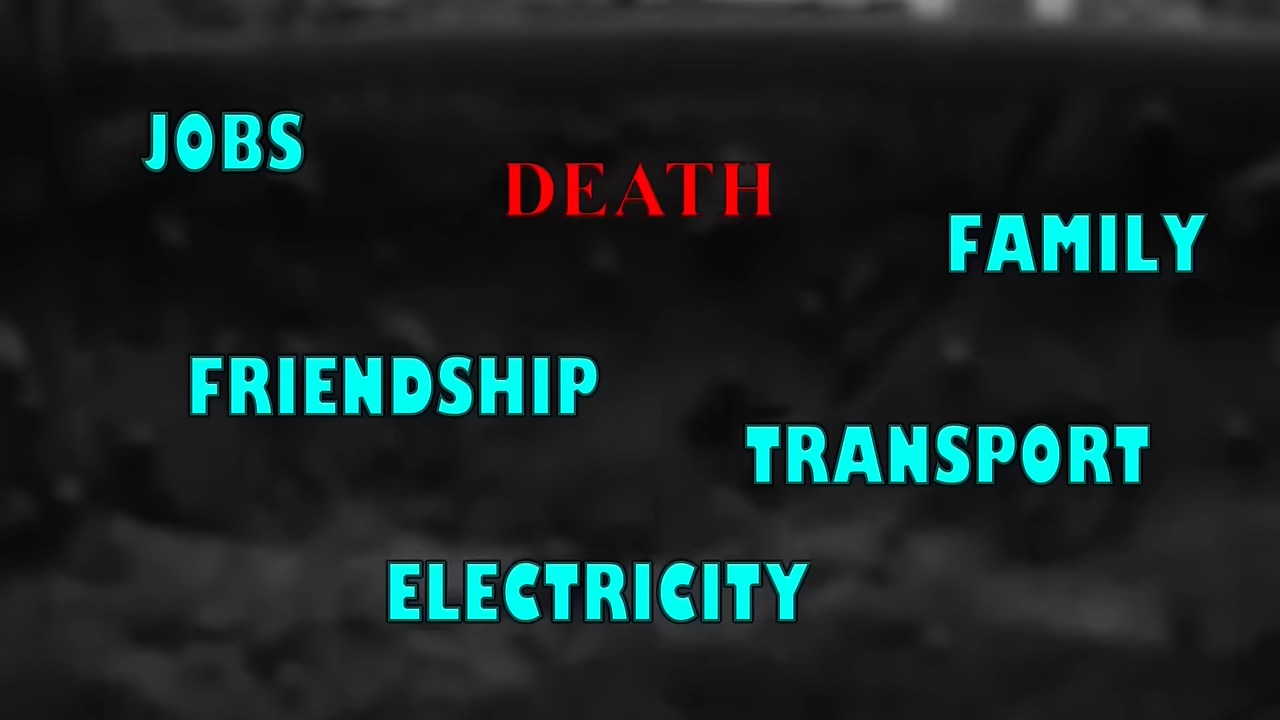 JOBS
DEATH
FAMILY
FRIENDSHIP
TRANSPORT
ELECTRICITY